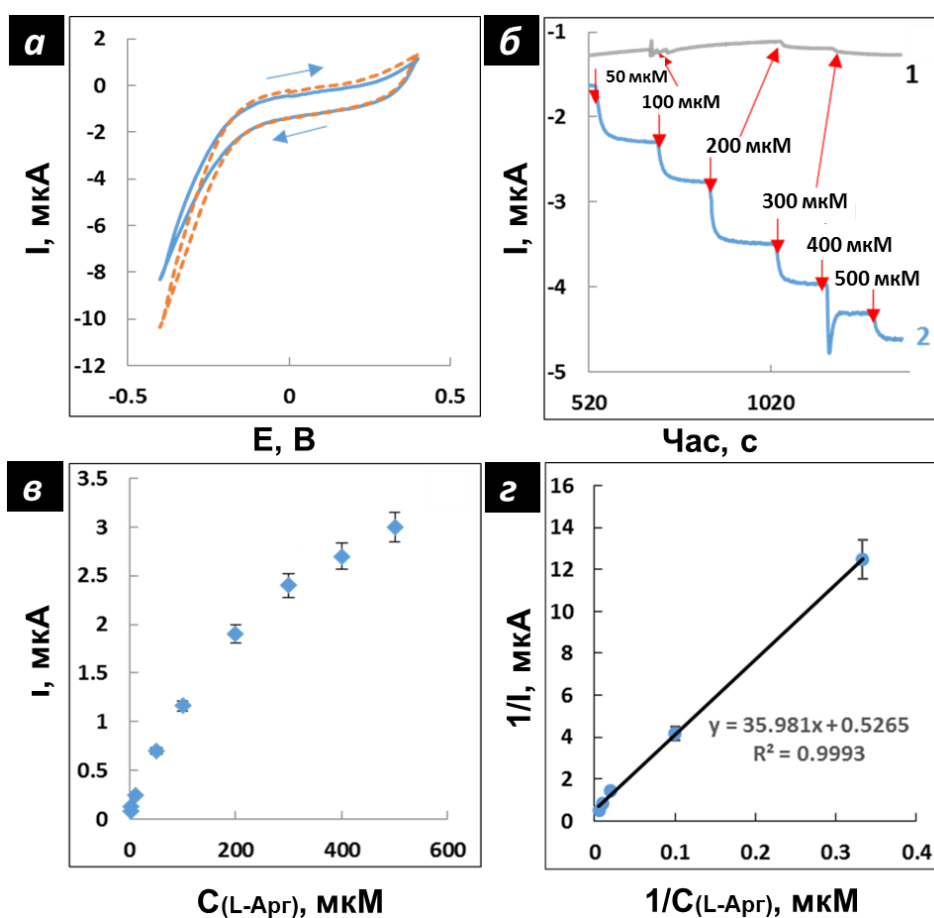 а
2
0
-2
-4
-6
-8
-10
-12
-0.5
0
0.5
I, мкА
E, В
б
-1
-2
-3
-4
-5
520
1020
1
50 мкМ
100 мкМ
200 мкМ
300 мкМ
400 мкМ
500 мкМ
2
I, мкА
Час, с
в
3.5
3
2.5
2
1.5
1
0.5
0
0
200
400
600
I, мкА
C(L-Арг), мкМ
г
16
14
12
10
8
6
4
2
0
0
0.1
0.2
0.3
0.4
y = 35.981x + 0.5265
R² = 0.9993
1/I, мкА
1/C(L-Арг), мкМ